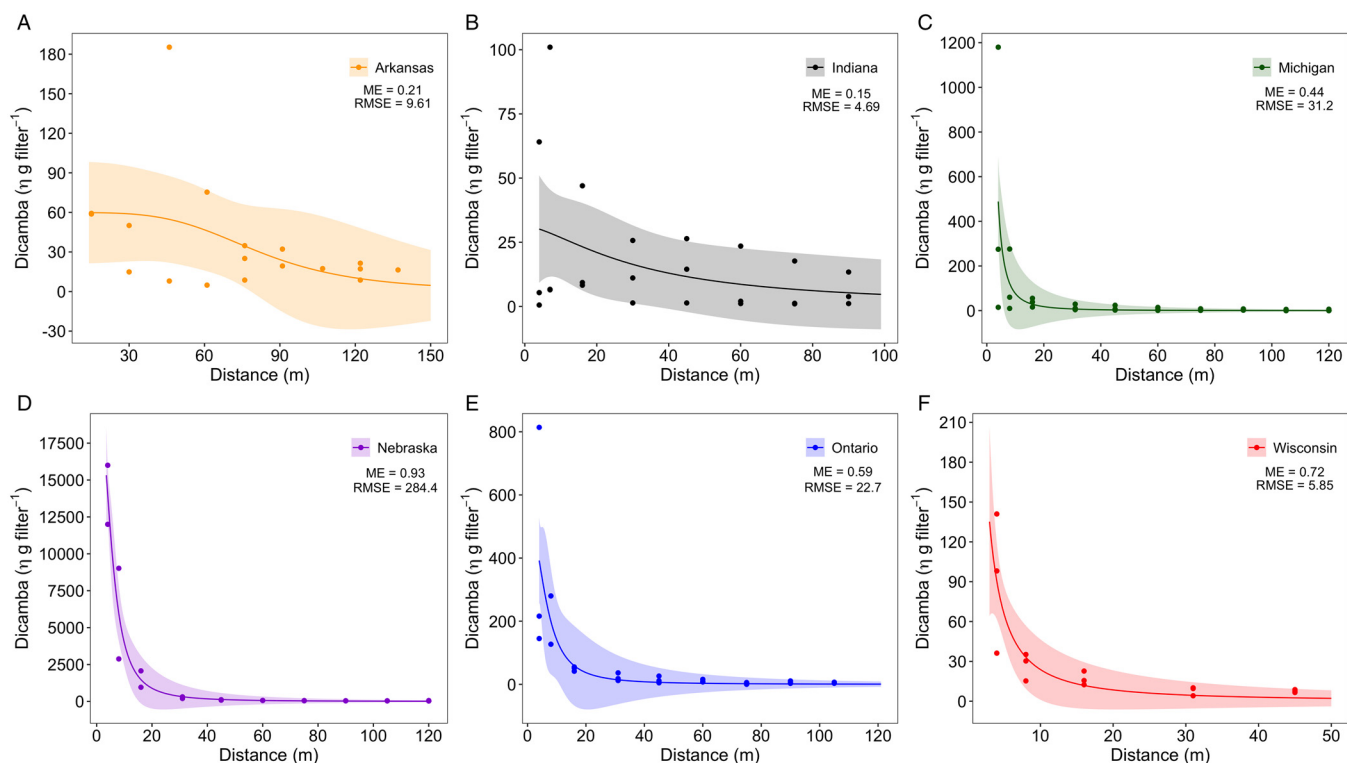 A
Dicamba (η g filter⁻¹)
180
150
120
90
60
30
0
-30
Arkansas
ME = 0.21
RMSE = 9.61
30 60 90 120 150
Distance (m)
B
Dicamba (η g filter⁻¹)
100
75
50
25
0
Indiana
ME = 0.15
RMSE = 4.69
0 20 40 60 80 100
Distance (m)
C
Dicamba (η g filter⁻¹)
1200
1000
800
600
400
200
0
Michigan
ME = 0.44
RMSE = 31.2
0 20 40 60 80 100 120
Distance (m)
D
Dicamba (η g filter⁻¹)
17500
15000
12500
10000
7500
5000
2500
0
Nebraska
ME = 0.93
RMSE = 284.4
0 20 40 60 80 100 120
Distance (m)
E
Dicamba (η g filter⁻¹)
800
600
400
200
0
Ontario
ME = 0.59
RMSE = 22.7
0 20 40 60 80 100 120
Distance (m)
F
Dicamba (η g filter⁻¹)
210
180
150
120
90
60
30
0
Wisconsin
ME = 0.72
RMSE = 5.85
10 20 30 40 50
Distance (m)